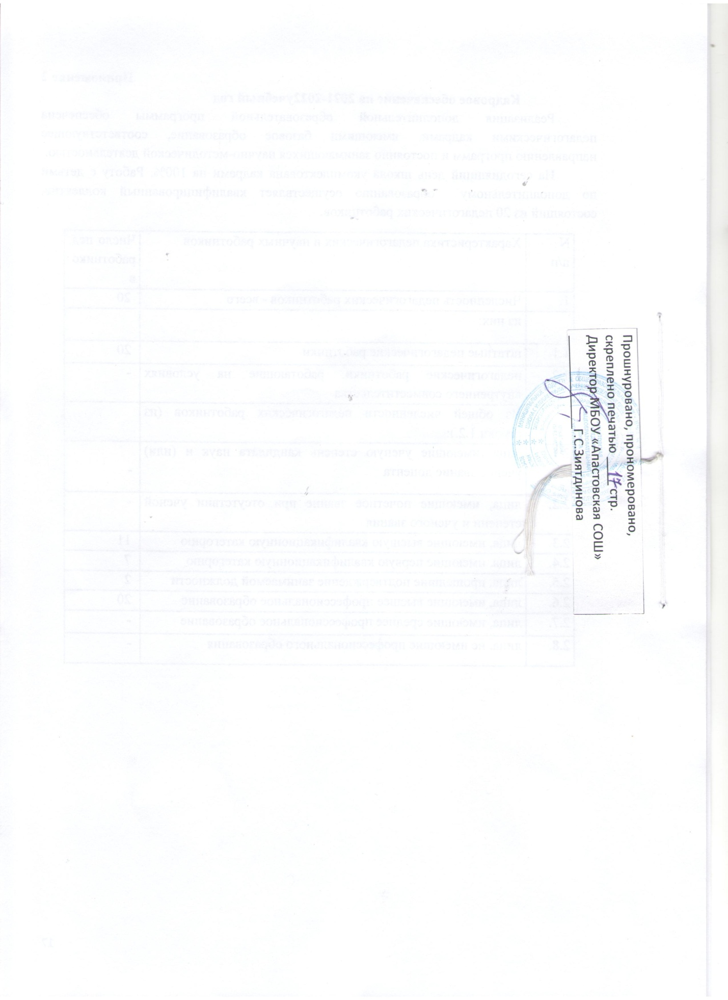 Прошнуровано, прономеровано,
скреплено печатью 17 стр.
Директор МБОУ «Апастовская СОШ»
Г.С.Зиятдинова
Приложение 2
Кадровое обеспечение на 2021-2022учебный год
Реализация дополнительной образовательной программы обеспечена
педагогическими кадрами, имеющими базовое образование, соответствующее
направлению программ и постоянно занимающихся научно-методической деятельностью.
На сегодняшний день школа укомплектована кадрами на 100%. Работу с детьми
по дополнительному образованию осуществляет квалифицированный коллектив,
состоящий из 20 педагогических работников.
N Характеристика педагогических и научных работников Число пед
п/п работнико
в
1. Численность педагогических работников - всего 20
из них:
1.1. штатные педагогические работники 20
педагогические работники, работающие на условиях -
внутреннего совместительства
общей численности педагогических работников (из
1.2.):
имеющие ученую степень кандидата наук и (или)
звание доцента -
2.2. лица, имеющие почетное звание при отсутствии ученой -
степени и ученого звания
2.3. лица, имеющие высшую квалификационную категорию 11
2.4. лица, имеющие первую квалификационную категорию 7
2.5. лица, прошедшие подтверждение занимаемой должности 2
2.6. лица, имеющие высшее профессиональное образование 20
2.7. лица, имеющие среднее профессиональное образование -
2.8. лица, не имеющие профессионального образования -
17